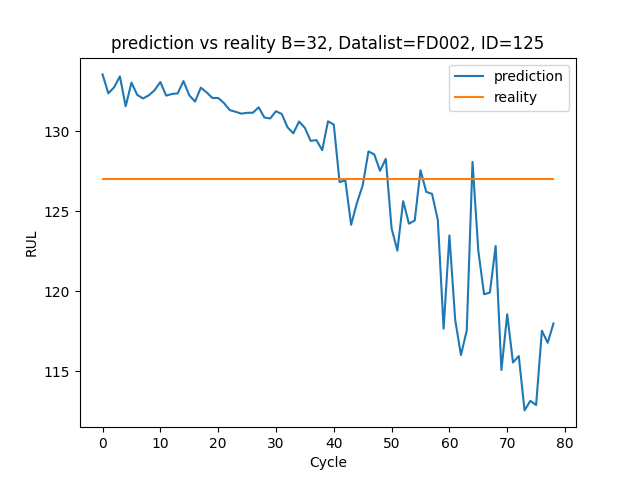 prediction vs reality B=32, Datalist=FD002, ID=125
prediction
reality
RUL
130
125
120
115
0 10 20 30 40 50 60 70 80
Cycle